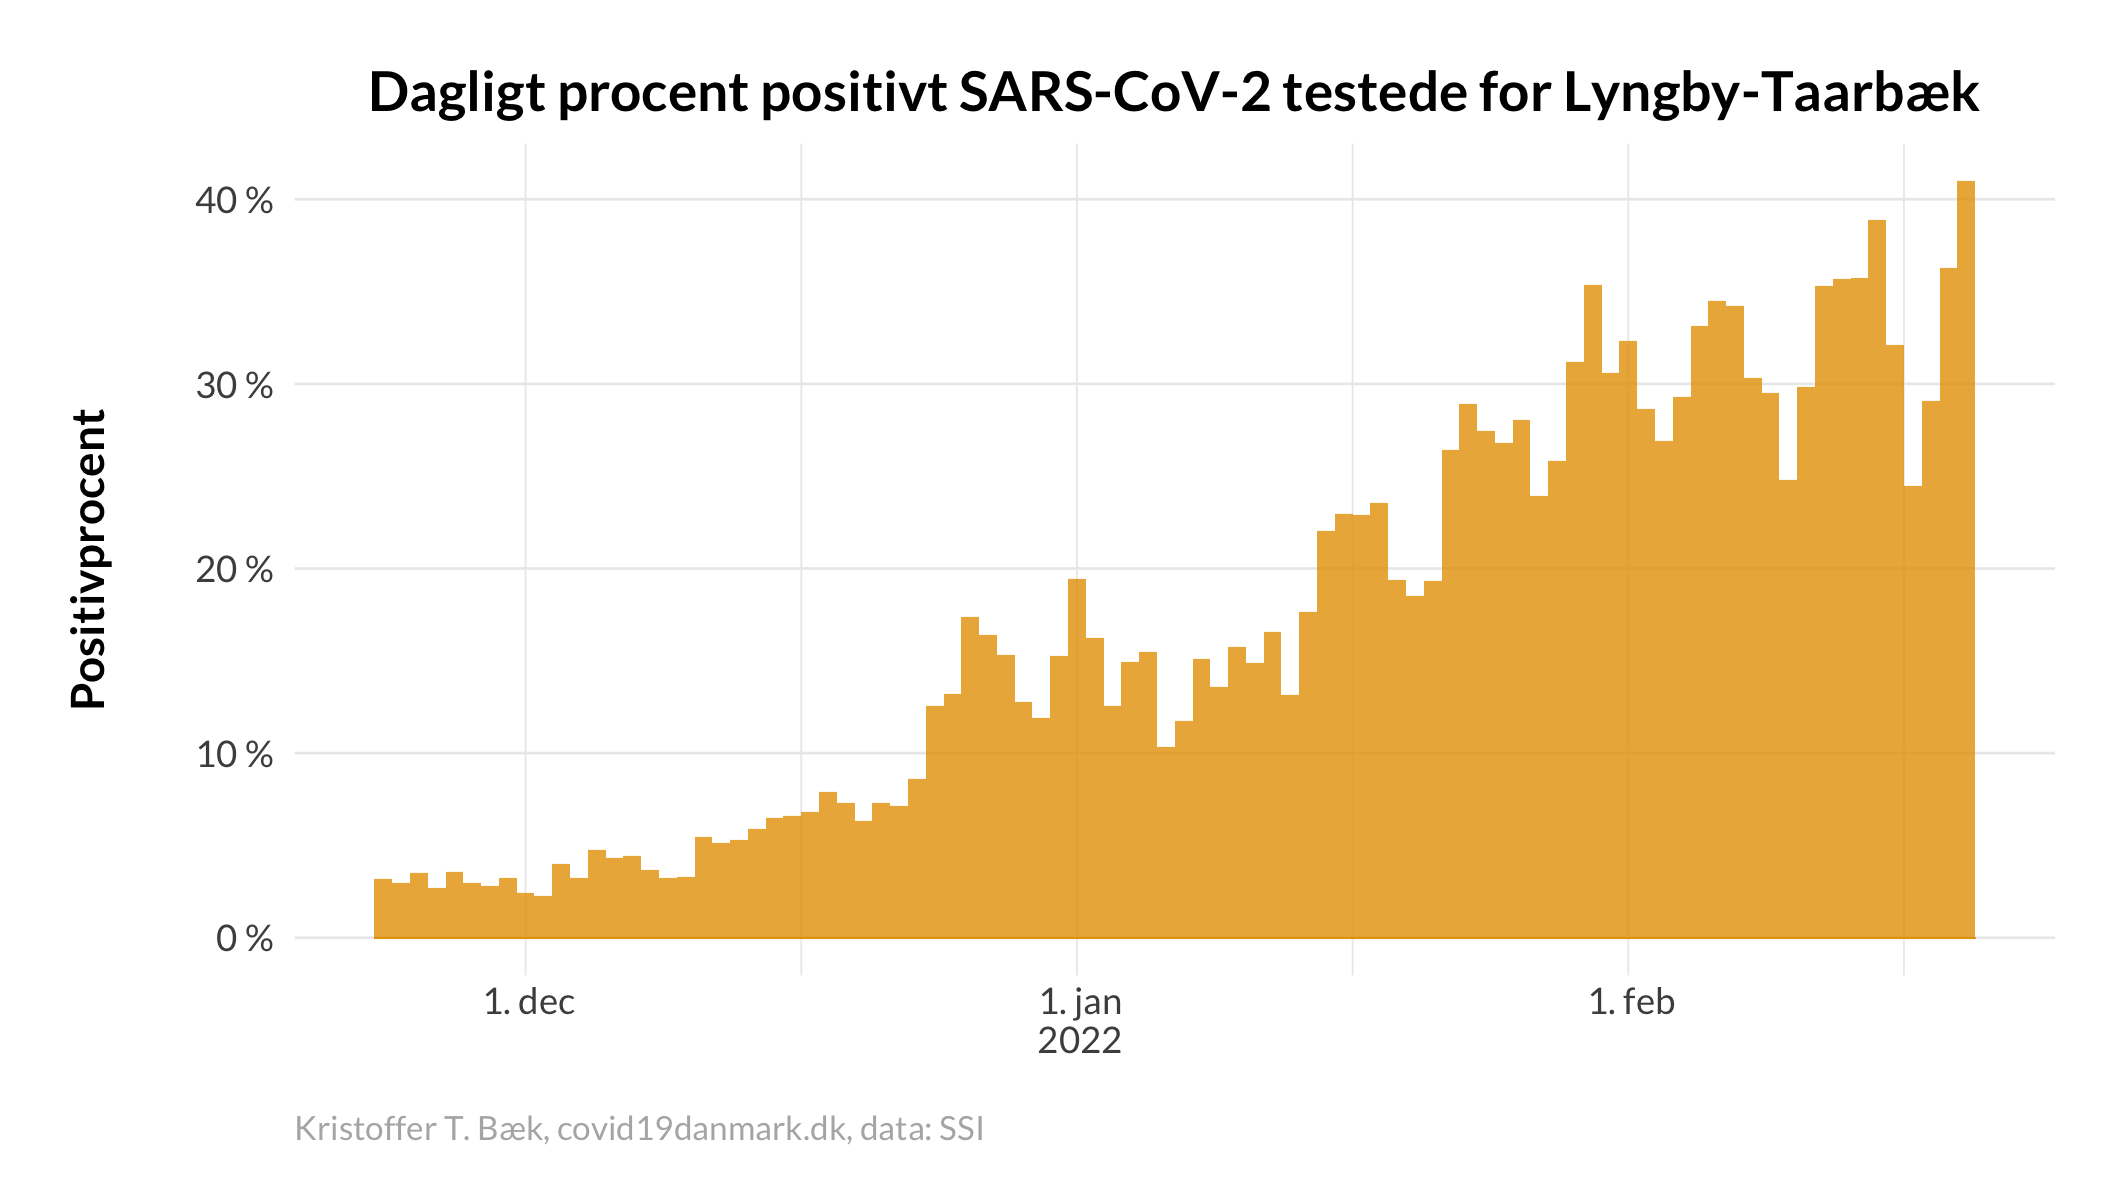 Dagligt procent positivt SARS-CoV-2 testede for Lyngby-Taarbæk
Positivprocent
40 %
30 %
20 %
10 %
0 %
1. dec
1. jan
2022
1. feb
Kristoffer T. Bæk, covid19danmark.dk, data: SSI